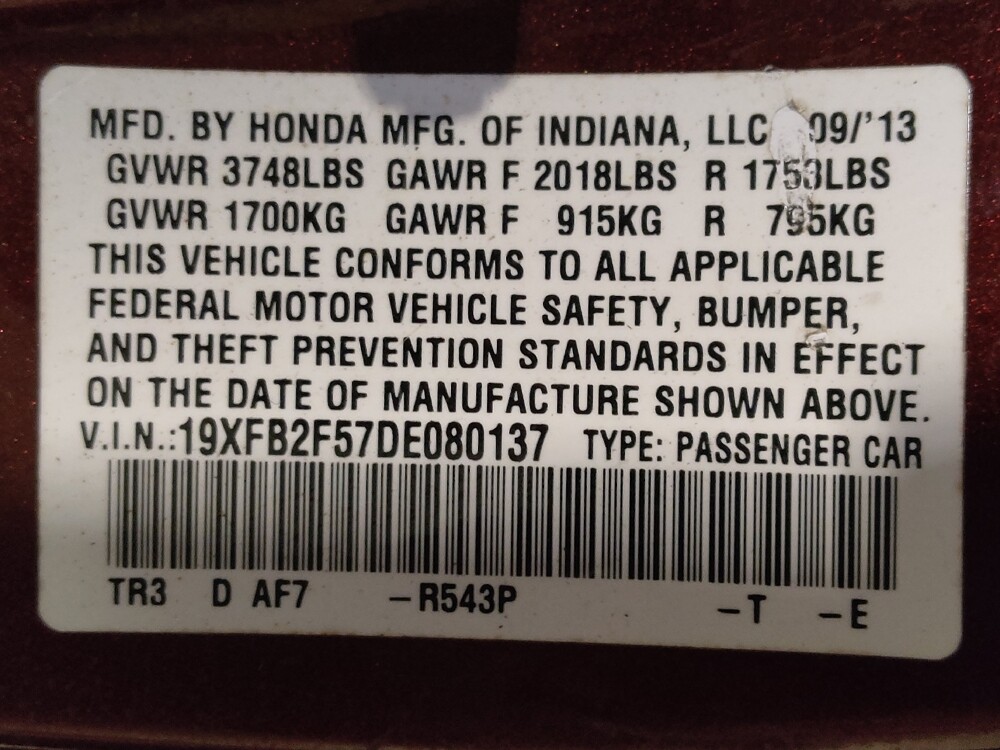 MFD. BY HONDA MFG. OF INDIANA, LLC 09/'13
GVWR 3748LBS GAWR F 2018LBS R 1753LBS
GVWR 1700KG GAWR F 915KG R 795KG
THIS VEHICLE CONFORMS TO ALL APPLICABLE
FEDERAL MOTOR VEHICLE SAFETY, BUMPER,
AND THEFT PREVENTION STANDARDS IN EFFECT
ON THE DATE OF MANUFACTURE SHOWN ABOVE.
V.I.N.:19XFB2F57DE080137 TYPE: PASSENGER CAR
TR3 D AF7 –R543P –T –E